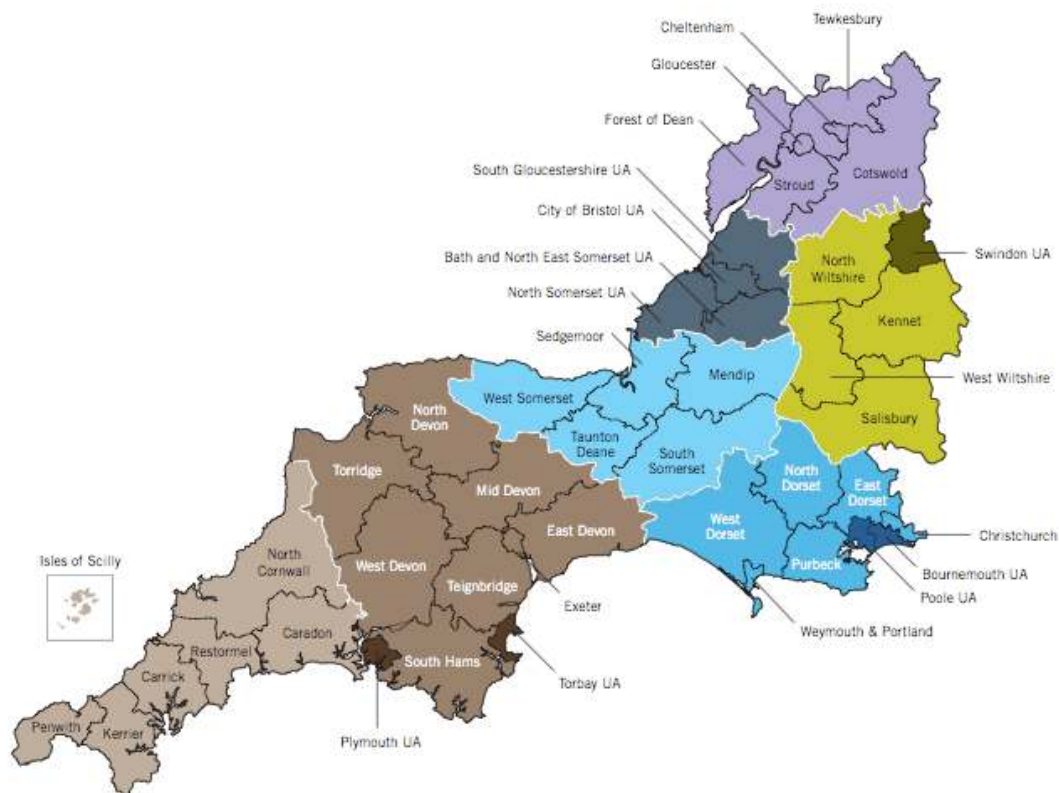 Tewkesbury
Cheltenham
Gloucester
Forest of Dean
South Gloucestershire UA
Stroud
Cotswold
City of Bristol UA
Bath and North East Somerset UA
North
Wiltshire
Swindon UA
North Somerset UA
Kennet
Sedgemoor
Mendip
West Wiltshire
West Somerset
North
Devon
Salisbury
Taunton
Deane
South
Somerset
Torridge
North
Dorset
East
Dorset
Mid Devon
East Devon
West
Dorset
Christchurch
North
Cornwall
Isles of Scilly
West Devon
Purbeck
Bournemouth UA
Teignbridge
Exeter
Poole UA
Caradon
Weymouth & Portland
Restormel
South Hams
Carrick
Torbay UA
Penwith
Kerrier
Plymouth UA